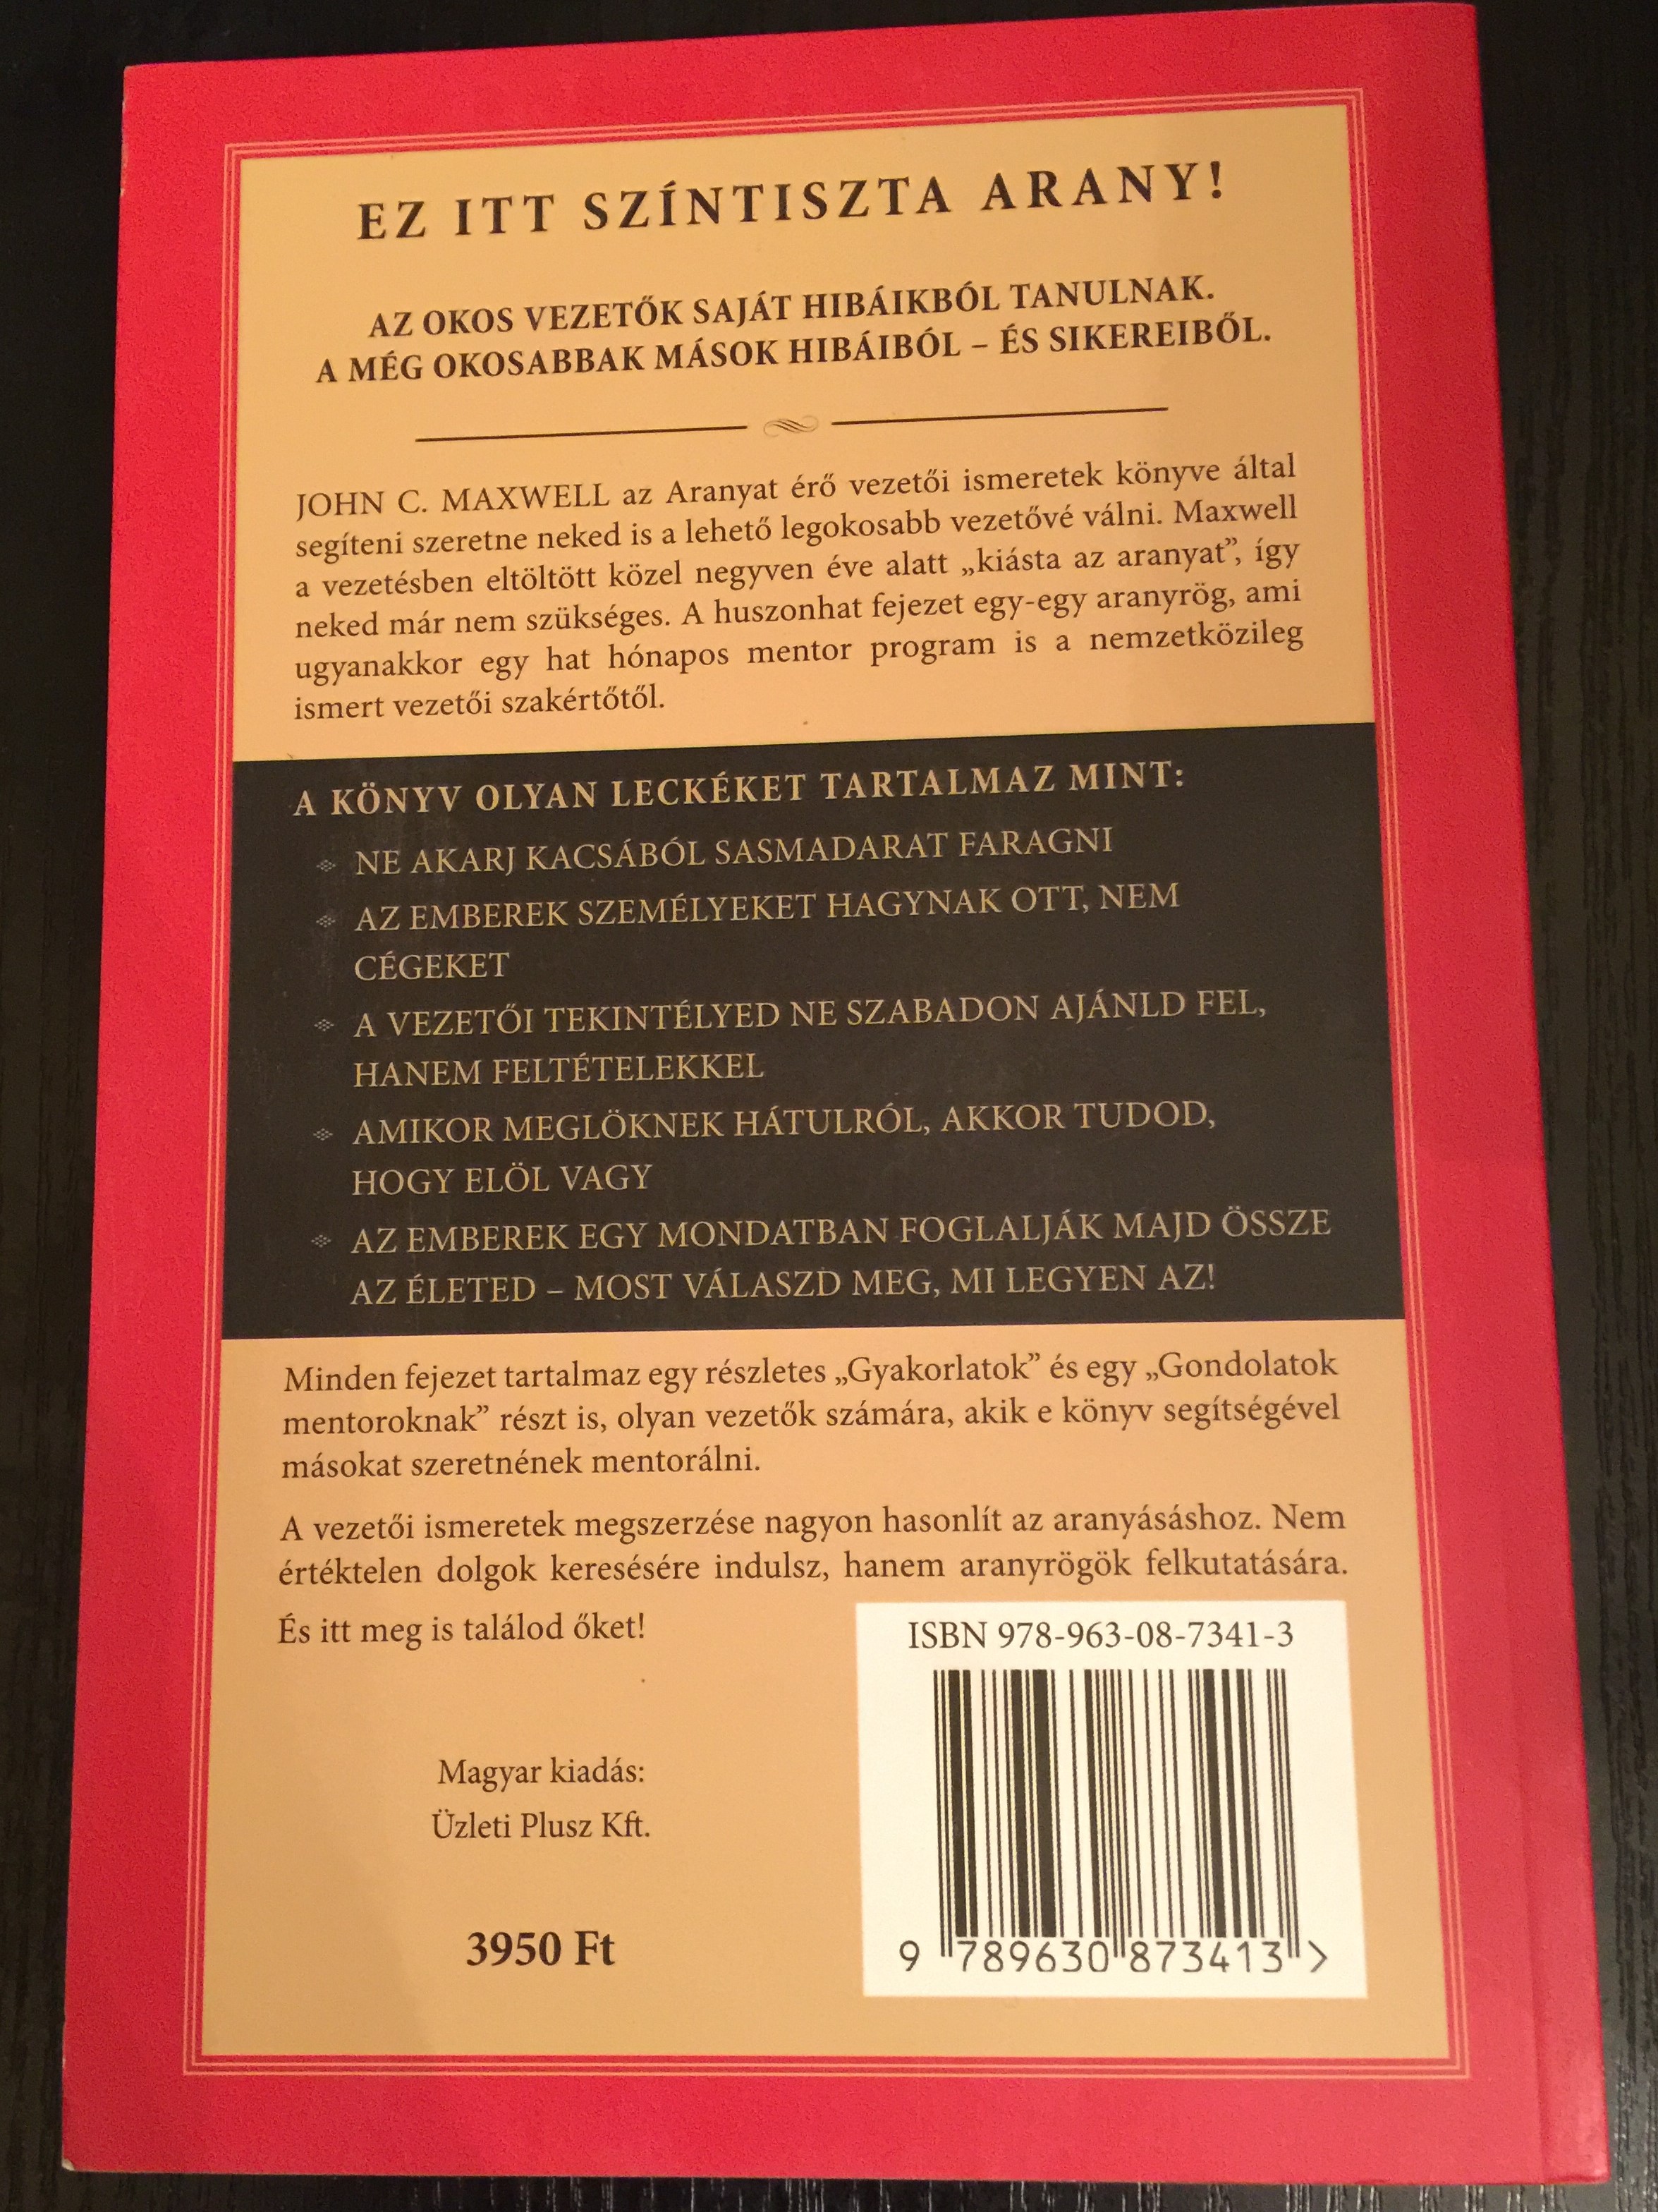 EZ ITT SZÍNTISZTA ARANY!
AZ OKOS VEZETŐK SAJÁT HIBÁIKBÓL TANULNAK.
A MÉG OKOSABBAK MÁSOK HIBÁIBÓL – ÉS SIKEREIBŐL.
JOHN C. MAXWELL az Aranyat érő vezetői ismeretek könyve által
segíteni szeretne neked is a lehető legokosabb vezetővé válni. Maxwell
a vezetésben eltöltött közel negyven éve alatt „kiásta az aranyat”, így
neked már nem szükséges. A huszonhat fejezet egy-egy aranyrög, ami
ugyanakkor egy hat hónapos mentor program is a nemzetközileg
ismert vezetői szakértőtől.
A KÖNYV OLYAN LECKÉKET TARTALMAZ MINT:
NE AKARJ KACSÁBÓL SASMADARAT FARAGNI
AZ EMBEREK SZEMÉLYEKET HAGYNAK OTT, NEM
CÉGEKET
A VEZETŐI TEKINTÉLYED NE SZABADON AJÁNLD FEL,
HANEM FELTÉTELEKKEL
AMIKOR MEGLÖKNEK HÁTULRÓL, AKKOR TUDOD,
HOGY ELÖL VAGY
AZ EMBEREK EGY MONDATBAN FOGLALJÁK MAJD ÖSSZE
AZ ÉLETED – MOST VÁLASZD MEG, MI LEGYEN AZ!
Minden fejezet tartalmaz egy részletes „Gyakorlatok” és egy „Gondolatok
mentoroknak” részt is, olyan vezetők számára, akik e könyv segítségével
másokat szeretnének mentorálni.
A vezetői ismeretek megszerzése nagyon hasonlít az aranyásáshoz. Nem
értéktelen dolgok keresésére indulsz, hanem aranyrögök felkutatására.
És itt meg is találod őket!
ISBN 978-963-08-7341-3
Magyar kiadás:
Üzleti Plusz Kft.
3950 Ft
9 789630 873413 >